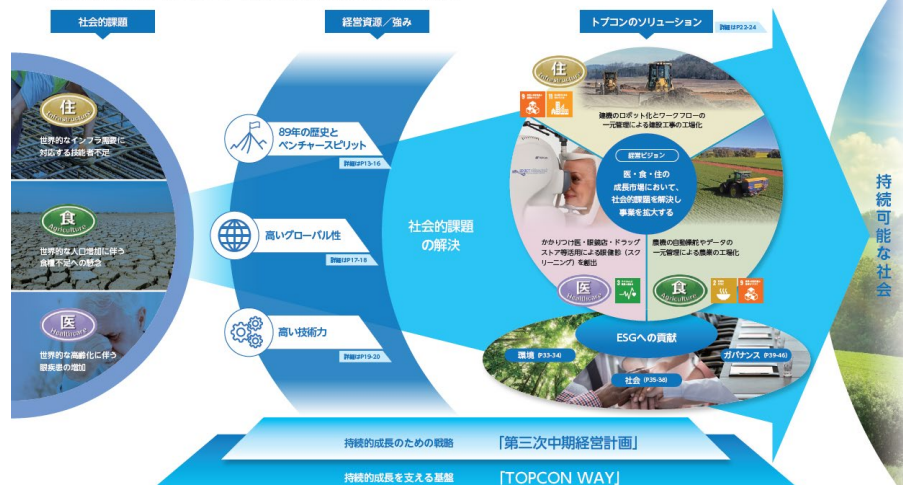 社会的課題
経営資源／強み
トプコンのソリューション
詳細はP22-24
住
Infrastructure
世界的なインフラ需要に
対応する技能者不足
食
Agriculture
世界的な人口増加に伴う
食糧不足への懸念
医
Healthcare
世界的な高齢化に伴う
眼疾患の増加
89年の歴史と
ベンチャースピリット
詳細はP13-16
高いグローバル性
詳細はP17-18
高い技術力
詳細はP19-20
社会的課題
の解決
住
Infrastructure
建機のロボット化とワークフローの
一元管理による建設工事の工場化
経営ビジョン
医・食・住の
成長市場において、
社会的課題を解決し
事業を拡大する
かかりつけ医・眼鏡店・ドラッグ
ストア等活用による眼健診（スク
リーニング）を創出
医
Healthcare
農機の自動操舵やデータの
一元管理による農業の工場化
食
Agriculture
ESGへの貢献
環境 (P33-34)
社会 (P35-38)
ガバナンス (P39-46)
持続可能な社会
持続的成長のための戦略 「第三次中期経営計画」
持続的成長を支える基盤 「TOPCON WAY」